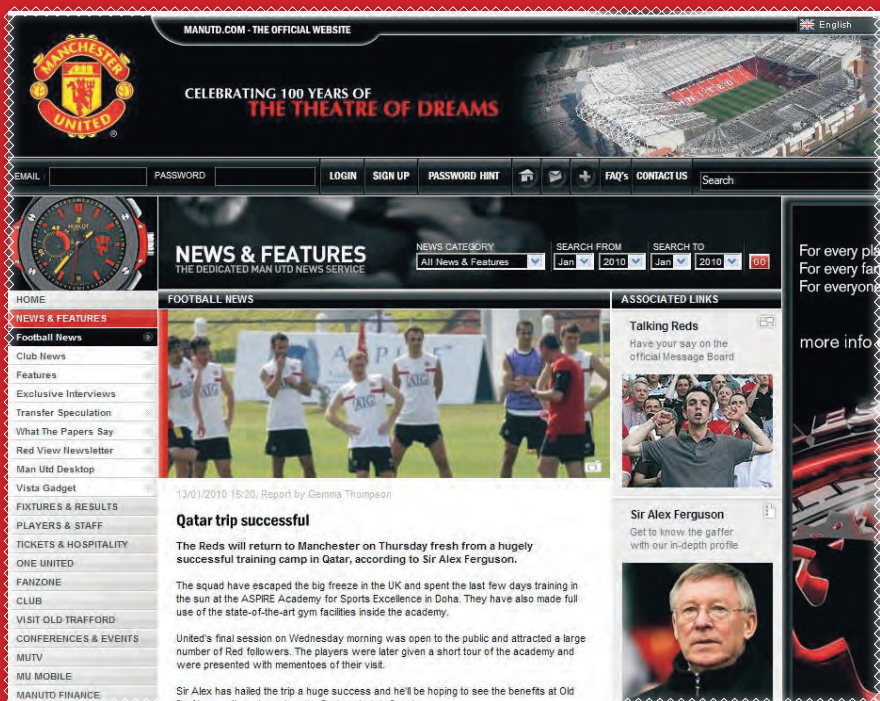 MANUTD.COM - THE OFFICIAL WEBSITE
English
MANCHESTER
UNITED
CELEBRATING 100 YEARS OF
THE THEATRE OF DREAMS
UNITED
EMAIL
PASSWORD
LOGIN
SIGN UP
PASSWORD HINT
FAQ's
CONTACT US
Search
HUBLOT
NEWS & FEATURES
THE DEDICATED MAN UTD NEWS SERVICE
NEWS CATEGORY
SEARCH FROM
SEARCH TO
All News & Features
Jan
2010
Jan
2010
GO
For every
For every
For everyone
more info
HOME
NEWS & FEATURES
Football News
Club News
Features
Exclusive Interviews
Transfer Speculation
What The Papers Say
Red View Newsletter
Man Utd Desktop
Vista Gadget
FIXTURES & RESULTS
PLAYERS & STAFF
TICKETS & HOSPITALITY
ONE UNITED
FANZONE
CLUB
VISIT OLD TRAFFORD
CONFERENCES & EVENTS
MUTV
MU MOBILE
MANUTD FINANCE
FOOTBALL NEWS
AIG
AIG
13/01/2010 16:20, Report by Gemma Thompson
Qatar trip successful
The Reds will return to Manchester on Thursday fresh from a hugely
successful training camp in Qatar, according to Sir Alex Ferguson.
The squad have escaped the big freeze in the UK and spent the last few days training in
the sun at the ASPIRE Academy for Sports Excellence in Doha. They have also made full
use of the state-of-the-art gym facilities inside the academy.
United's final session on Wednesday morning was open to the public and attracted a large
number of Red followers. The players were later given a short tour of the academy and
were presented with mementoes of their visit.
Sir Alex has hailed the trip a huge success and he'll be hoping to see the benefits at Old
ASSOCIATED LINKS
Talking Reds
Have your say on the
official Message Board
Sir Alex Ferguson
Get to know the gaffer
with our in-depth profile